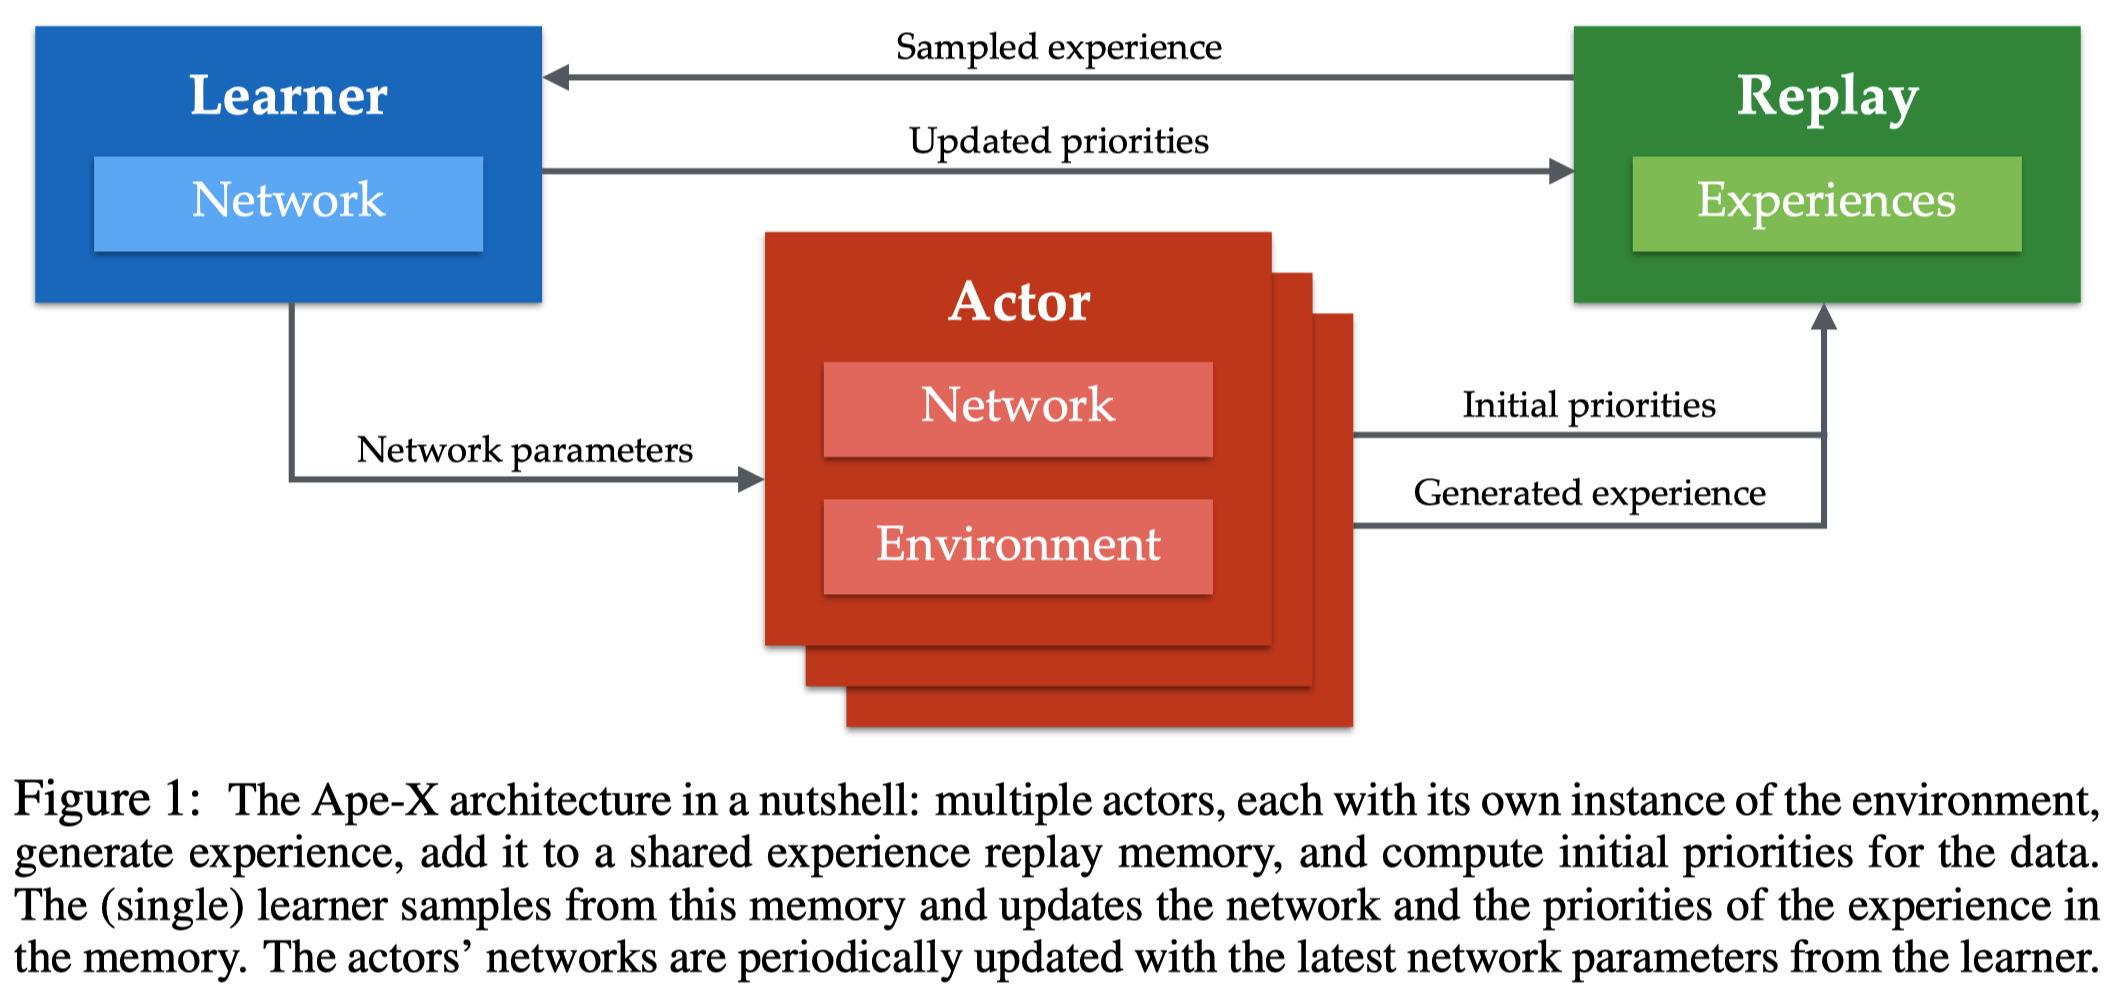 Sampled experience
Learner
Replay
Updated priorities
Network
Experiences
Actor
Network
Initial priorities
Network parameters
Generated experience
Environment
Figure 1: The Ape-X architecture in a nutshell: multiple actors, each with its own instance of the environment,
generate experience, add it to a shared experience replay memory, and compute initial priorities for the data.
The (single) learner samples from this memory and updates the network and the priorities of the experience in
the memory. The actors’ networks are periodically updated with the latest network parameters from the learner.